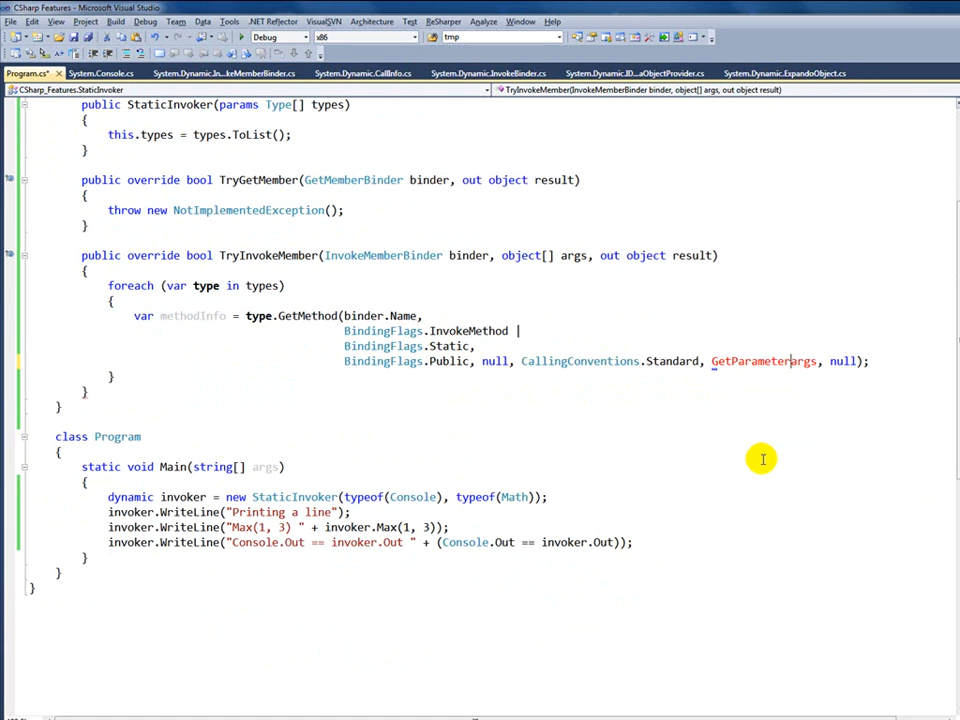 CSharp Features - Microsoft Visual Studio
File Edit View Project Build Debug Team Data Tools .NET Reflector VisualSVN Architecture Test ReSharper Analyze Window Help
Debug x86 tmp
Program.cs* System.Console.cs System.Dynamic.In...keMemberBinder.cs System.Dynamic.CallInfo.cs System.Dynamic.InvokeBinder.cs System.Dynamic.ID...aObjectProvider.cs System.Dynamic.ExpandoObject.cs
CSharp_Features.StaticInvoker TryInvokeMember(InvokeMemberBinder binder, object[] args, out object result)
public StaticInvoker(params Type[] types)
{
this.types = types.ToList();
}
public override bool TryGetMember(GetMemberBinder binder, out object result)
{
throw new NotImplementedException();
}
public override bool TryInvokeMember(InvokeMemberBinder binder, object[] args, out object result)
{
foreach (var type in types)
{
var methodInfo = type.GetMethod(binder.Name,
BindingFlags.InvokeMethod |
BindingFlags.Static,
BindingFlags.Public, null, CallingConventions.Standard, GetParameterargs, null);
}
}
}
class Program
{
static void Main(string[] args)
{
dynamic invoker = new StaticInvoker(typeof(Console), typeof(Math));
invoker.WriteLine("Printing a line");
invoker.WriteLine("Max(1, 3) " + invoker.Max(1, 3));
invoker.WriteLine("Console.Out == invoker.Out " + (Console.Out == invoker.Out));
}
}
}